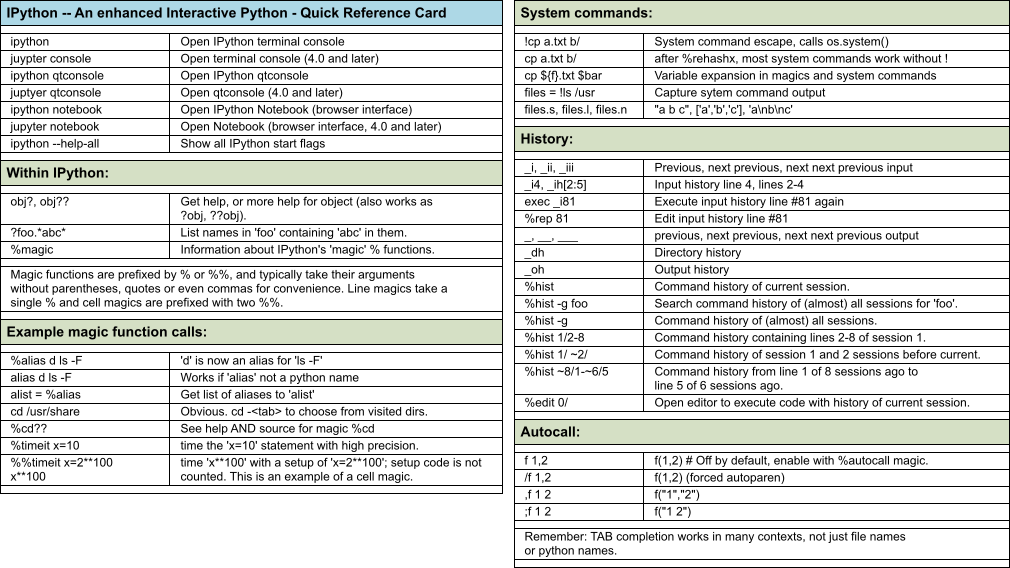 IPython -- An enhanced Interactive Python - Quick Reference Card
ipython Open IPython terminal console
juypter console Open terminal console (4.0 and later)
ipython qtconsole Open IPython qtconsole
juptyer qtconsole Open qtconsole (4.0 and later)
ipython notebook Open IPython Notebook (browser interface)
jupyter notebook Open Notebook (browser interface, 4.0 and later)
ipython --help-all Show all IPython start flags
Within IPython:
obj?, obj?? Get help, or more help for object (also works as
?obj, ??obj).
?foo.*abc* List names in 'foo' containing 'abc' in them.
%magic Information about IPython's 'magic' % functions.
Magic functions are prefixed by % or %%, and typically take their arguments
without parentheses, quotes or even commas for convenience. Line magics take a
single % and cell magics are prefixed with two %%.
Example magic function calls:
%alias d ls -F 'd' is now an alias for 'ls -F'
alias d ls -F Works if 'alias' not a python name
alist = %alias Get list of aliases to 'alist'
cd /usr/share Obvious. cd -<tab> to choose from visited dirs.
%cd?? See help AND source for magic %cd
%timeit x=10 time the 'x=10' statement with high precision.
%%timeit x=2**100 time 'x**100' with a setup of 'x=2**100'; setup code is not
x**100 counted. This is an example of a cell magic.
System commands:
!cp a.txt b/ System command escape, calls os.system()
cp a.txt b/ after %rehashx, most system commands work without !
cp ${f}.txt $bar Variable expansion in magics and system commands
files = !ls /usr Capture sytem command output
files.s, files.l, files.n "a b c", ['a','b','c'], 'a\nb\nc'
History:
_i, _ii, _iii Previous, next previous, next next previous input
_i4, _ih[2:5] Input history line 4, lines 2-4
exec _i81 Execute input history line #81 again
%rep 81 Edit input history line #81
_, __, ___ previous, next previous, next next previous output
_dh Directory history
_oh Output history
%hist Command history of current session.
%hist -g foo Search command history of (almost) all sessions for 'foo'.
%hist -g Command history of (almost) all sessions.
%hist 1/2-8 Command history containing lines 2-8 of session 1.
%hist 1/ ~2/ Command history of session 1 and 2 sessions before current.
%hist ~8/1-~6/5 Command history from line 1 of 8 sessions ago to
line 5 of 6 sessions ago.
%edit 0/ Open editor to execute code with history of current session.
Autocall:
f 1,2 f(1,2) # Off by default, enable with %autocall magic.
/f 1,2 f(1,2) (forced autoparen)
,f 1 2 f("1","2")
;f 1 2 f("1 2")
Remember: TAB completion works in many contexts, not just file names
or python names.